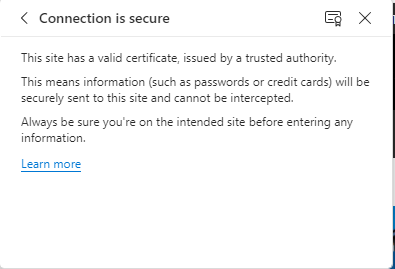 Connection is secure
This site has a valid certificate, issued by a trusted authority.
This means information (such as passwords or credit cards) will be
securely sent to this site and cannot be intercepted.
Always be sure you're on the intended site before entering any
information.
Learn more